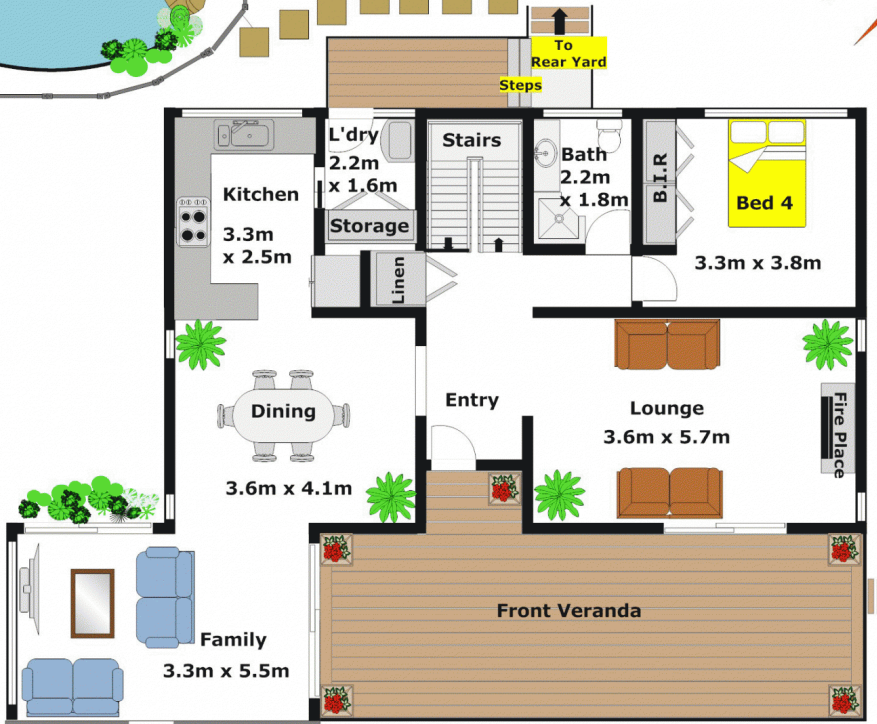 To
Rear Yard
Steps
L'dry
2.2m
x 1.6m
Stairs
Bath
2.2m
x 1.8m
B.I.R
Bed 4
3.3m x 3.8m
Kitchen
3.3m
x 2.5m
Storage
Linen
Dining
3.6m x 4.1m
Entry
Lounge
3.6m x 5.7m
Fire Place
Family
3.3m x 5.5m
Front Veranda